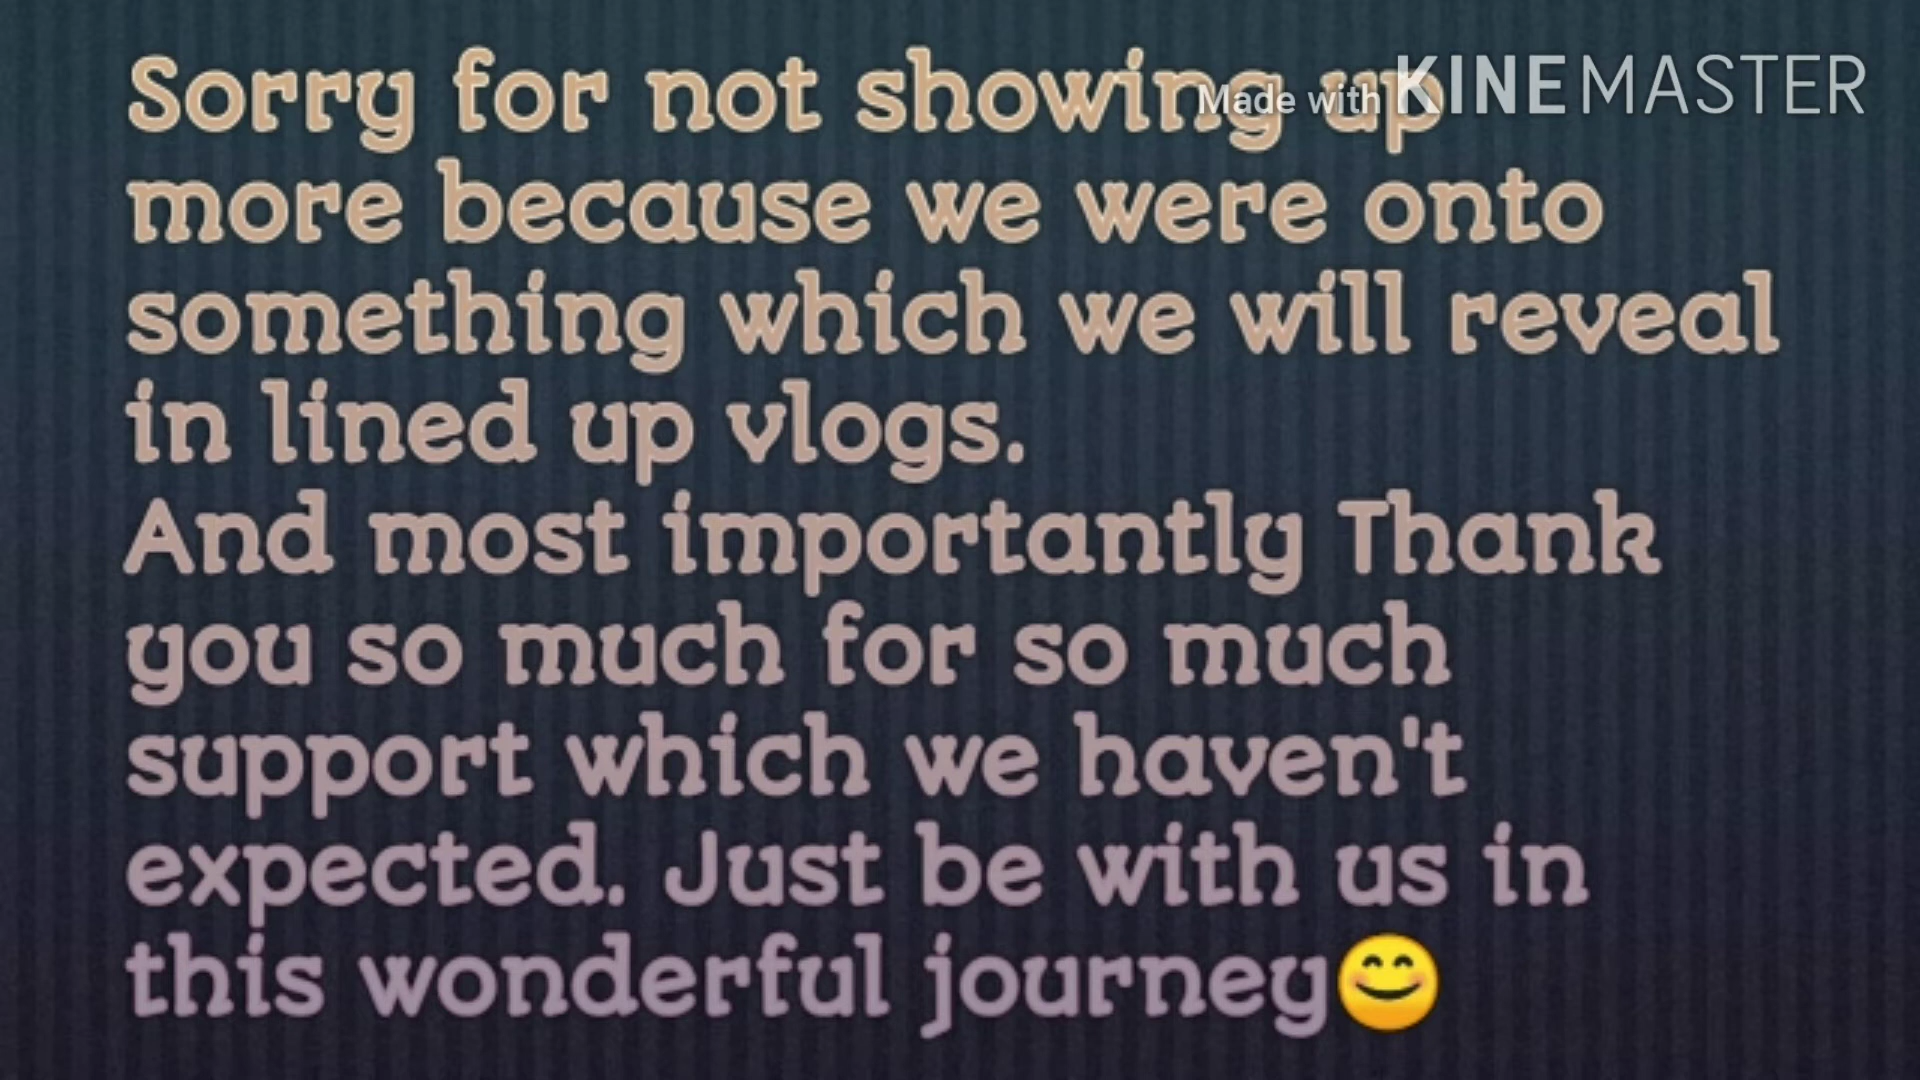 Sorry for not showing up
Made with KINEMASTER
more because we were onto
something which we will reveal
in lined up vlogs.
And most importantly Thank
you so much for so much
support which we haven't
expected. Just be with us in
this wonderful journey😊